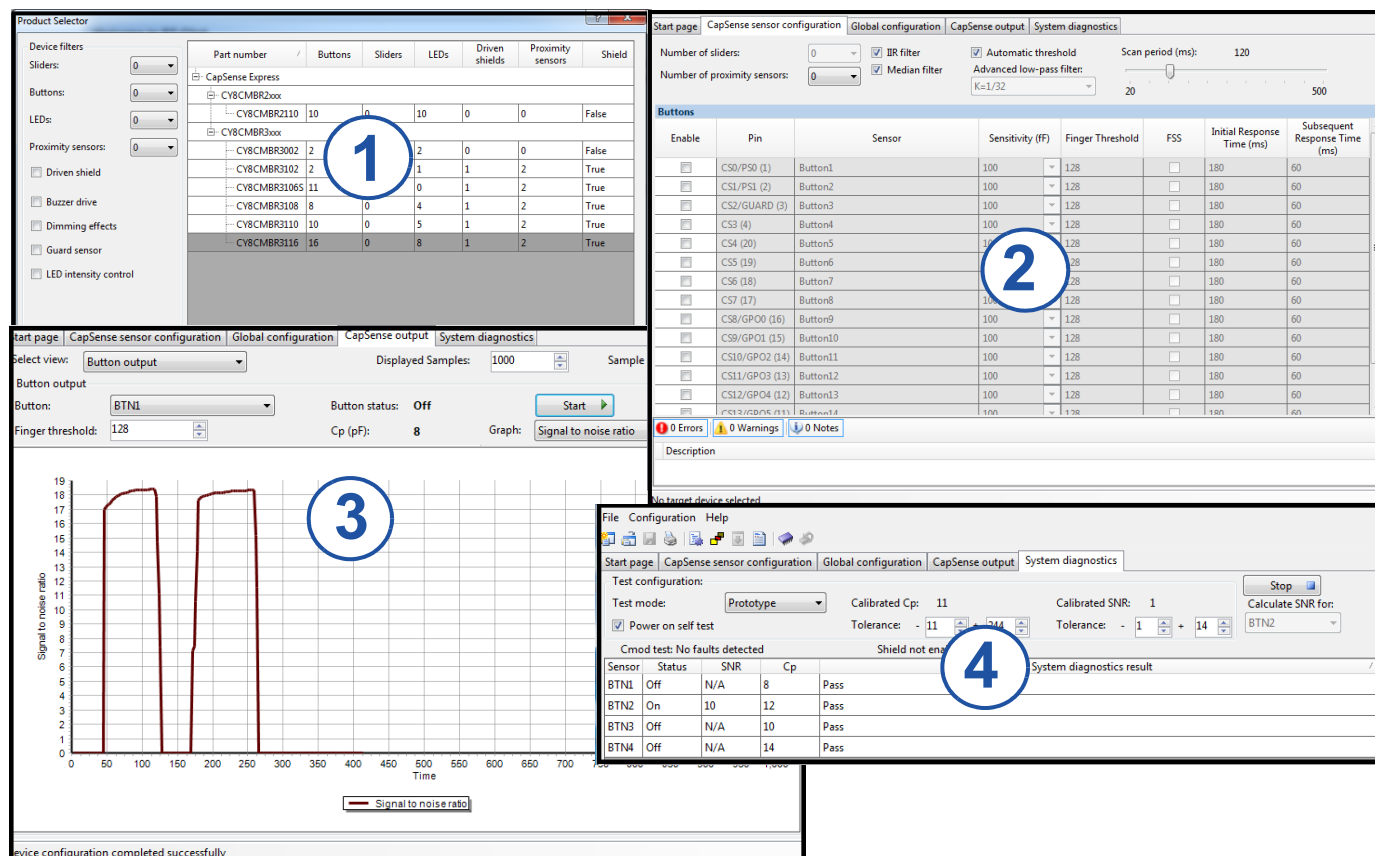 Product Selector
Device filters
Sliders: 0
Buttons: 0
LEDs: 0
Proximity sensors: 0
Driven shield
Buzzer drive
Dimming effects
Guard sensor
LED intensity control
Part number Buttons Sliders LEDs Driven shields Proximity sensors Shield
CapSense Express
CY8CMBR2xxx
CY8CMBR2110 10 0 10 0 0 False
CY8CMBR3xxx
CY8CMBR3002 2 2 0 0 False
CY8CMBR3102 2 1 1 2 True
CY8CMBR3106S 11 0 1 2 True
CY8CMBR3108 8 0 4 1 2 True
CY8CMBR3110 10 0 5 1 2 True
CY8CMBR3116 16 0 8 1 2 True
1
Start page CapSense sensor configuration Global configuration CapSense output System diagnostics
Number of sliders: 0 IIR filter Automatic threshold Scan period (ms): 120
Number of proximity sensors: 0 Median filter Advanced low-pass filter:
K=1/32 20 500
Buttons
Enable Pin Sensor Sensitivity (fF) Finger Threshold FSS Initial Response Time (ms) Subsequent Response Time (ms)
CS0/PS0 (1) Button1 100 128 180 60
CS1/PS1 (2) Button2 100 128 180 60
CS2/GUARD (3) Button3 100 128 180 60
CS3 (4) Button4 100 128 180 60
CS4 (20) Button5 128 180 60
CS5 (19) Button6 180 60
CS6 (18) Button7 180 60
CS7 (17) Button8 128 180 60
CS8/GPO0 (16) Button9 100 128 180 60
CS9/GPO1 (15) Button10 100 128 180 60
CS10/GPO2 (14) Button11 100 128 180 60
CS11/GPO3 (13) Button12 100 128 180 60
CS12/GPO4 (12) Button13 100 128 180 60
CS13/GPO5 (11) Button14 100 128 180 60
2
0 Errors 0 Warnings 0 Notes
Description
No target device selected
tart page CapSense sensor configuration Global configuration CapSense output System diagnostics
Select view: Button output Displayed Samples: 1000 Sample
Button output
Button: BTN1 Button status: Off Start
Finger threshold: 128 Cp (pF): 8 Graph: Signal to noise ratio
3
Signal to noise ratio
19
18
17
16
15
14
13
12
11
10
9
8
7
6
5
4
3
2
1
0
0 50 100 150 200 250 300 350 400 450 500 550 600 650 700
Time
Signal to noise ratio
evice configuration completed successfully
File Configuration Help
Start page CapSense sensor configuration Global configuration CapSense output System diagnostics
Test configuration: Stop
Test mode: Prototype Calibrated Cp: 11 Calibrated SNR: 1 Calculate SNR for:
Power on self test Tolerance: - 11 + 244 Tolerance: - 1 + 14 BTN2
Cmod test: No faults detected Shield not
4
Sensor Status SNR Cp System diagnostics result
BTN1 Off N/A 8 Pass
BTN2 On 10 12 Pass
BTN3 Off N/A 10 Pass
BTN4 Off N/A 14 Pass